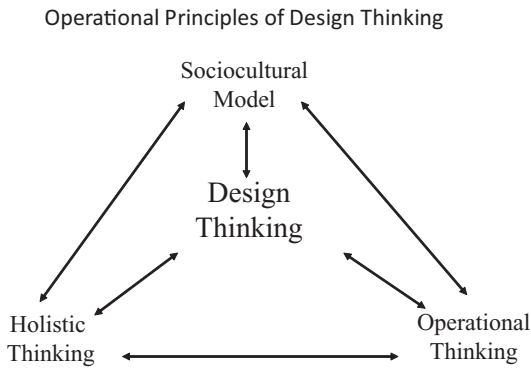 Operational Principles of Design Thinking
Sociocultural
Model
Design
Thinking
Holistic
Thinking
Operational
Thinking